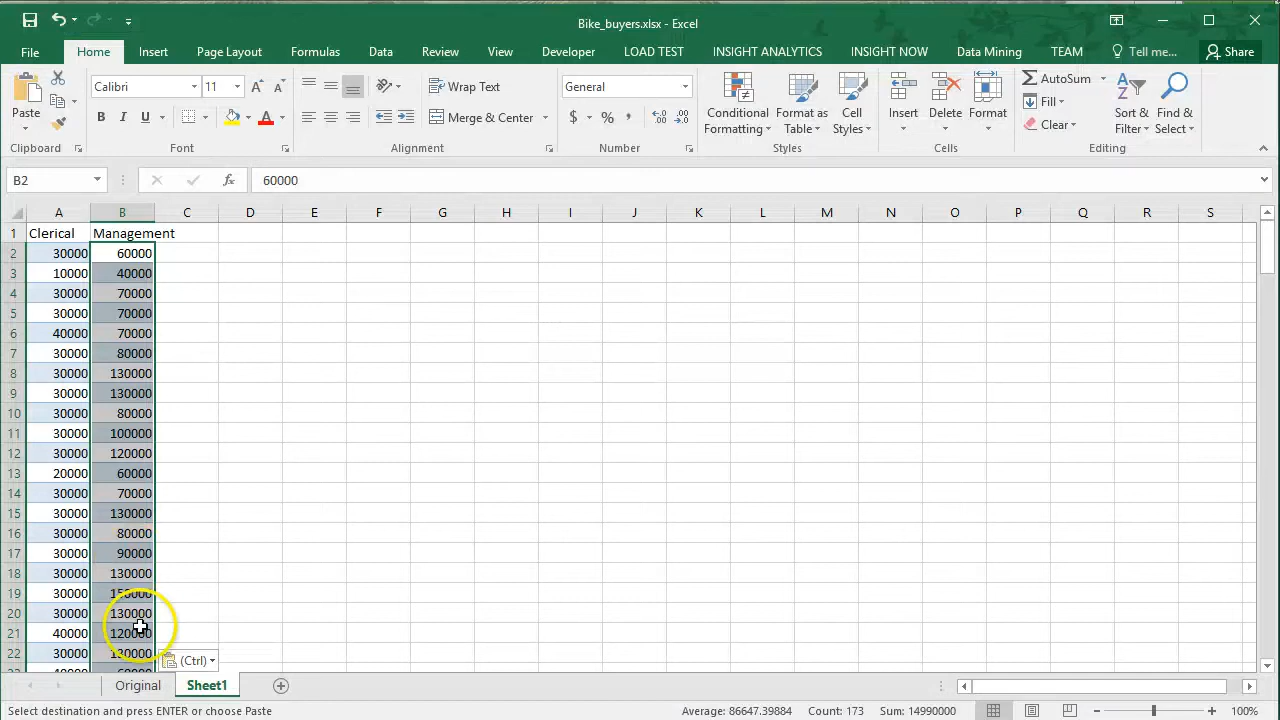 Bike_buyers.xlsx - Excel
File Home Insert Page Layout Formulas Data Review View Developer LOAD TEST INSIGHT ANALYTICS INSIGHT NOW Data Mining TEAM Tell me... Share
Calibri 11 Wrap Text General AutoSum
Paste Conditional Formatting Format as Table Cell Styles Insert Delete Format Fill Sort & Filter Find & Select
B I U A Merge & Center $ % , Clear
Clipboard Font Alignment Number Styles Cells Editing
B2 fx 60000
A B C D E F G H I J K L M N O P Q R S
1 Clerical Management
2 30000 60000
3 10000 40000
4 30000 70000
5 30000 70000
6 40000 70000
7 30000 80000
8 30000 130000
9 30000 130000
10 30000 80000
11 30000 100000
12 30000 120000
13 20000 60000
14 30000 70000
15 30000 130000
16 30000 80000
17 30000 90000
18 30000 130000
19 30000 150000
20 30000 130000
21 40000 120000
22 30000 130000
(Ctrl)
Original Sheet1
Select destination and press ENTER or choose Paste Average: 86647.39884 Count: 173 Sum: 14990000 100%